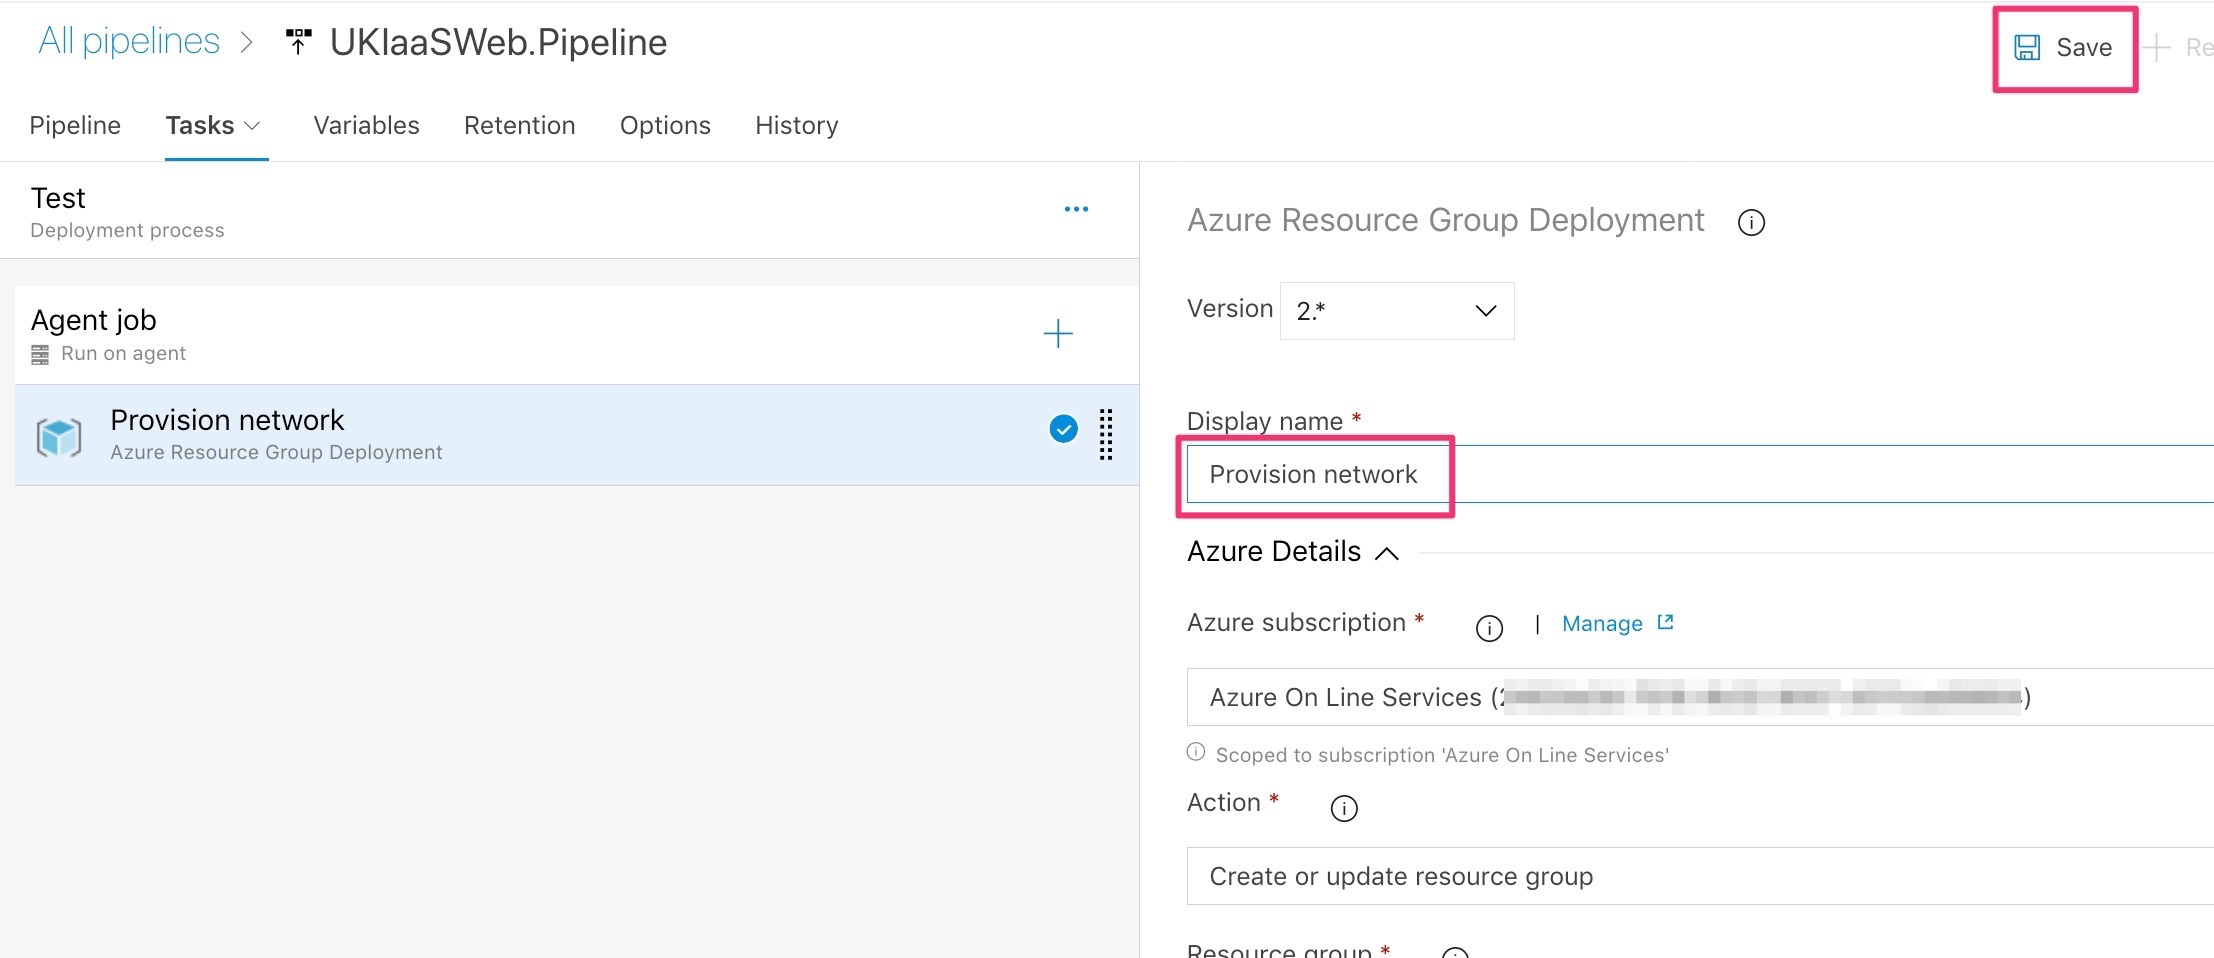 All pipelines > UKIaaSWeb.Pipeline
Save
+ Re
Pipeline Tasks Variables Retention Options History
Test
Deployment process
Agent job
Run on agent
Provision network
Azure Resource Group Deployment
Azure Resource Group Deployment
Version 2.*
Display name *
Provision network
Azure Details
Azure subscription * | Manage
Azure On Line Services ( )
Scoped to subscription 'Azure On Line Services'
Action *
Create or update resource group
Resource group *